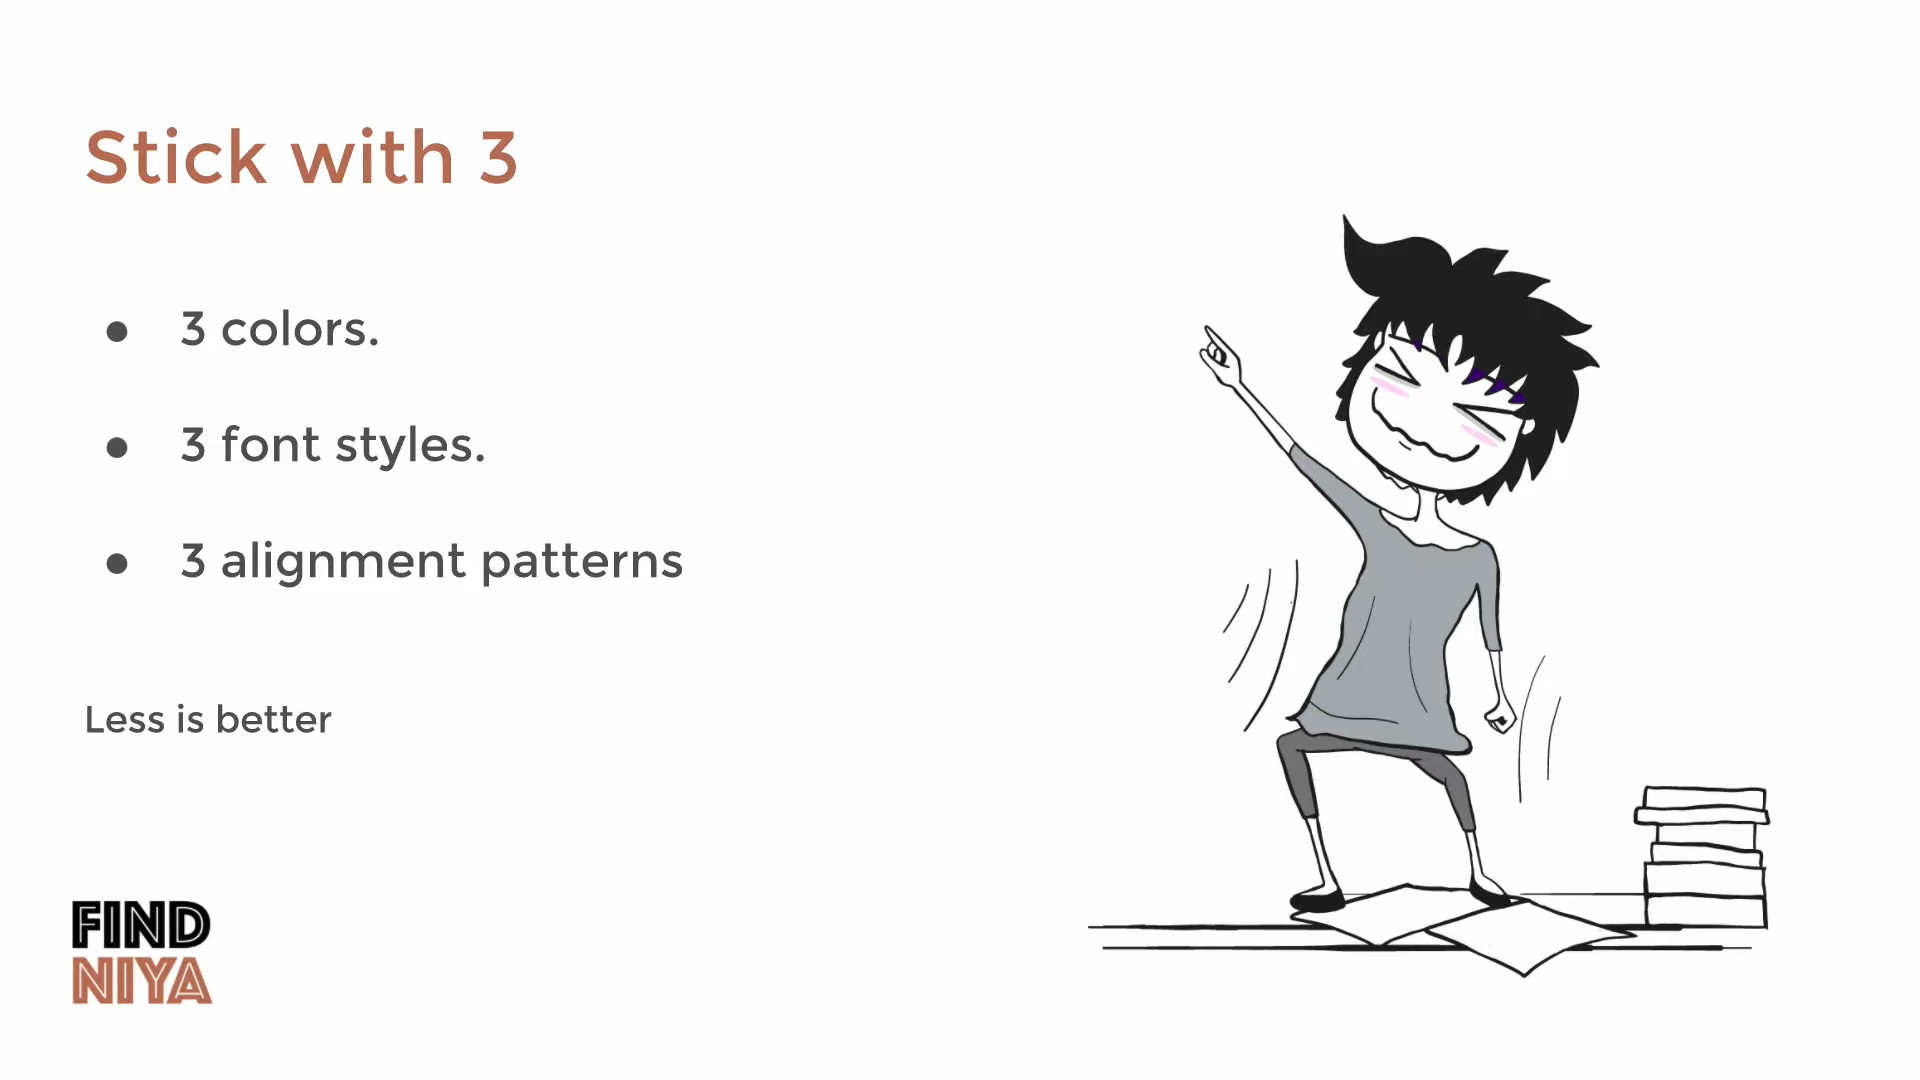 Stick with 3
● 3 colors.
● 3 font styles.
● 3 alignment patterns
Less is better
FIND
NIYA